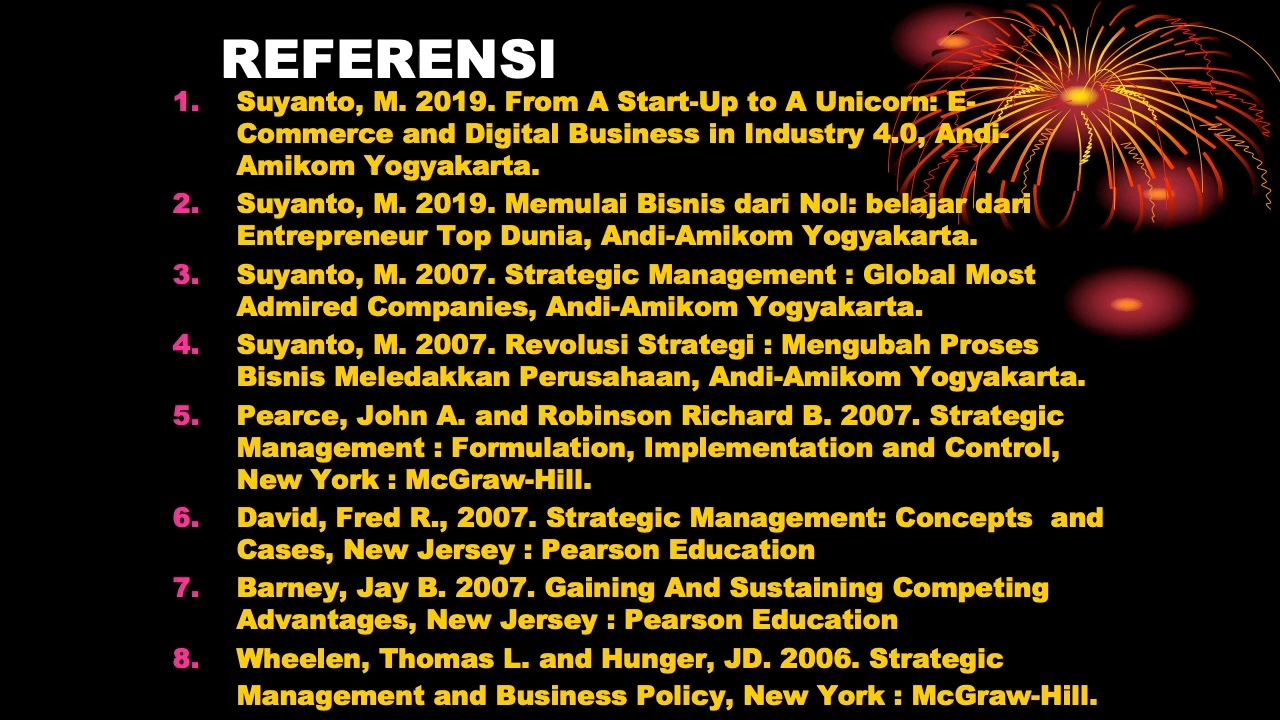 REFERENSI
1. Suyanto, M. 2019. From A Start-Up to A Unicorn: E-
Commerce and Digital Business in Industry 4.0, Andi-
Amikom Yogyakarta.
2. Suyanto, M. 2019. Memulai Bisnis dari Nol: belajar dari
Entrepreneur Top Dunia, Andi-Amikom Yogyakarta.
3. Suyanto, M. 2007. Strategic Management : Global Most
Admired Companies, Andi-Amikom Yogyakarta.
4. Suyanto, M. 2007. Revolusi Strategi : Mengubah Proses
Bisnis Meledakkan Perusahaan, Andi-Amikom Yogyakarta.
5. Pearce, John A. and Robinson Richard B. 2007. Strategic
Management : Formulation, Implementation and Control,
New York : McGraw-Hill.
6. David, Fred R., 2007. Strategic Management: Concepts  and
Cases, New Jersey : Pearson Education
7. Barney, Jay B. 2007. Gaining And Sustaining Competing
Advantages, New Jersey : Pearson Education
8. Wheelen, Thomas L. and Hunger, JD. 2006. Strategic
Management and Business Policy, New York : McGraw-Hill.